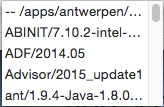 -- /apps/antwerpen/...
ABINIT/7.10.2-intel-...
ADF/2014.05
Advisor/2015_update1
ant/1.9.4-Java-1.8.0...